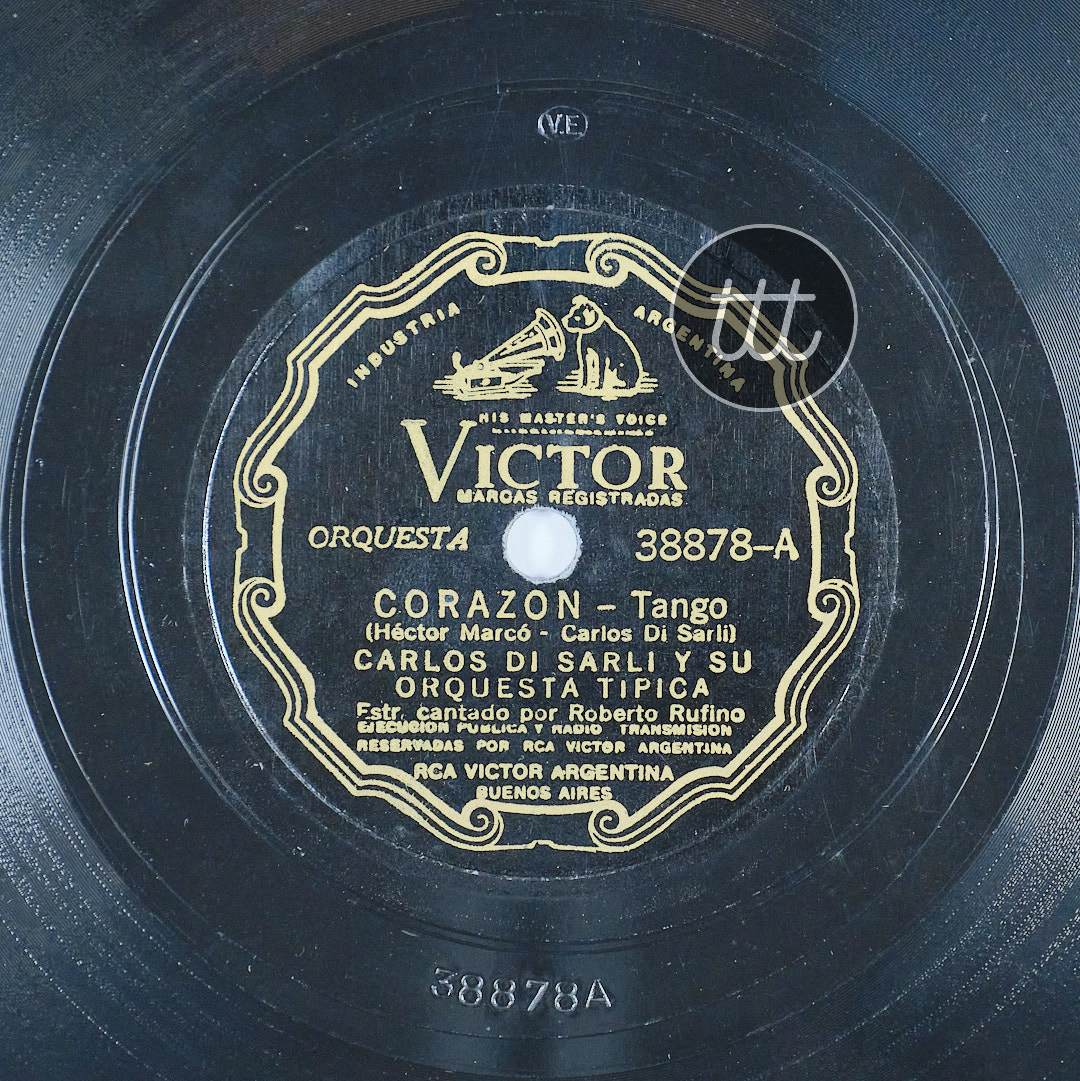 V.E.
INDUSTRIA ARGENTINA
HIS MASTER'S VOICE
VICTOR
MARCAS REGISTRADAS
ORQUESTA 38878-A
CORAZON - Tango
(Héctor Marcó - Carlos Di Sarli)
CARLOS DI SARLI Y SU
ORQUESTA TIPICA
Estr. cantado por Roberto Rufino
EJECUCION PUBLICA Y RADIO TRANSMISION
RESERVADAS POR RCA VICTOR ARGENTINA
RCA VICTOR ARGENTINA
BUENOS AIRES
38878A
ttt